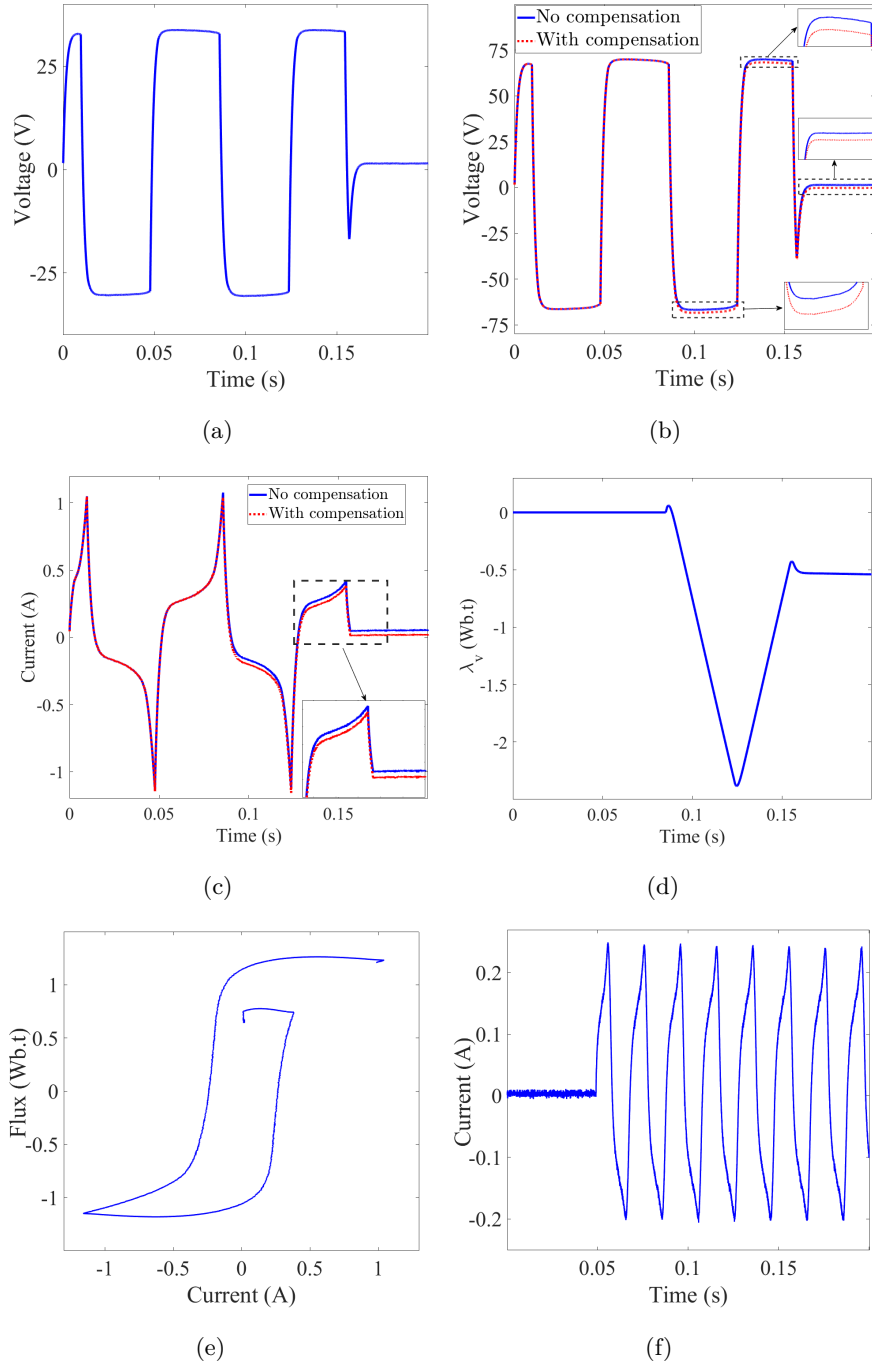 35
0
-25
Voltage (V)
0
0.05
0.1
0.15
Time (s)
(a)
75
50
25
0
-25
-50
-75
Voltage (V)
No compensation
With compensation
0
0.05
0.1
0.15
Time (s)
(b)
1
0.5
0
-0.5
-1
Current (A)
No compensation
With compensation
0
0.05
0.1
0.15
Time (s)
(c)
0
-0.5
-1
-1.5
-2
λv (Wb.t)
0
0.05
0.1
0.15
Time (s)
(d)
1
0.5
0
-0.5
-1
Flux (Wb.t)
-1
-0.5
0
0.5
1
Current (A)
(e)
0.2
0.1
0
-0.1
-0.2
Current (A)
0.05
0.1
0.15
Time (s)
(f)